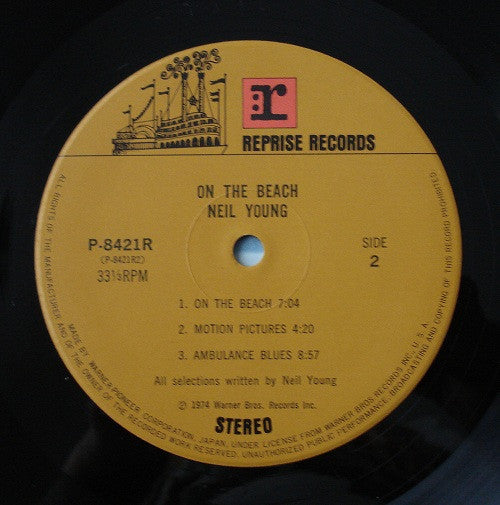 r
REPRISE RECORDS
ON THE BEACH
NEIL YOUNG
P-8421R
(P-8421R2)
33⅓RPM
SIDE
2
1. ON THE BEACH 7:04
2. MOTION PICTURES 4:20
3. AMBULANCE BLUES 8:57
All selections written by Neil Young
℗ 1974 Warner Bros. Records Inc.
STEREO
ALL RIGHTS OF THE MANUFACTURER AND OF THE OWNER OF THE RECORDED WORK RESERVED. UNAUTHORIZED PUBLIC PERFORMANCE, BROADCASTING AND COPYING OF THIS RECORD PROHIBITED
MADE BY WARNER-PIONEER CORPORATION, JAPAN, UNDER LICENSE FROM WARNER BROS RECORDS INC., U.S.A.